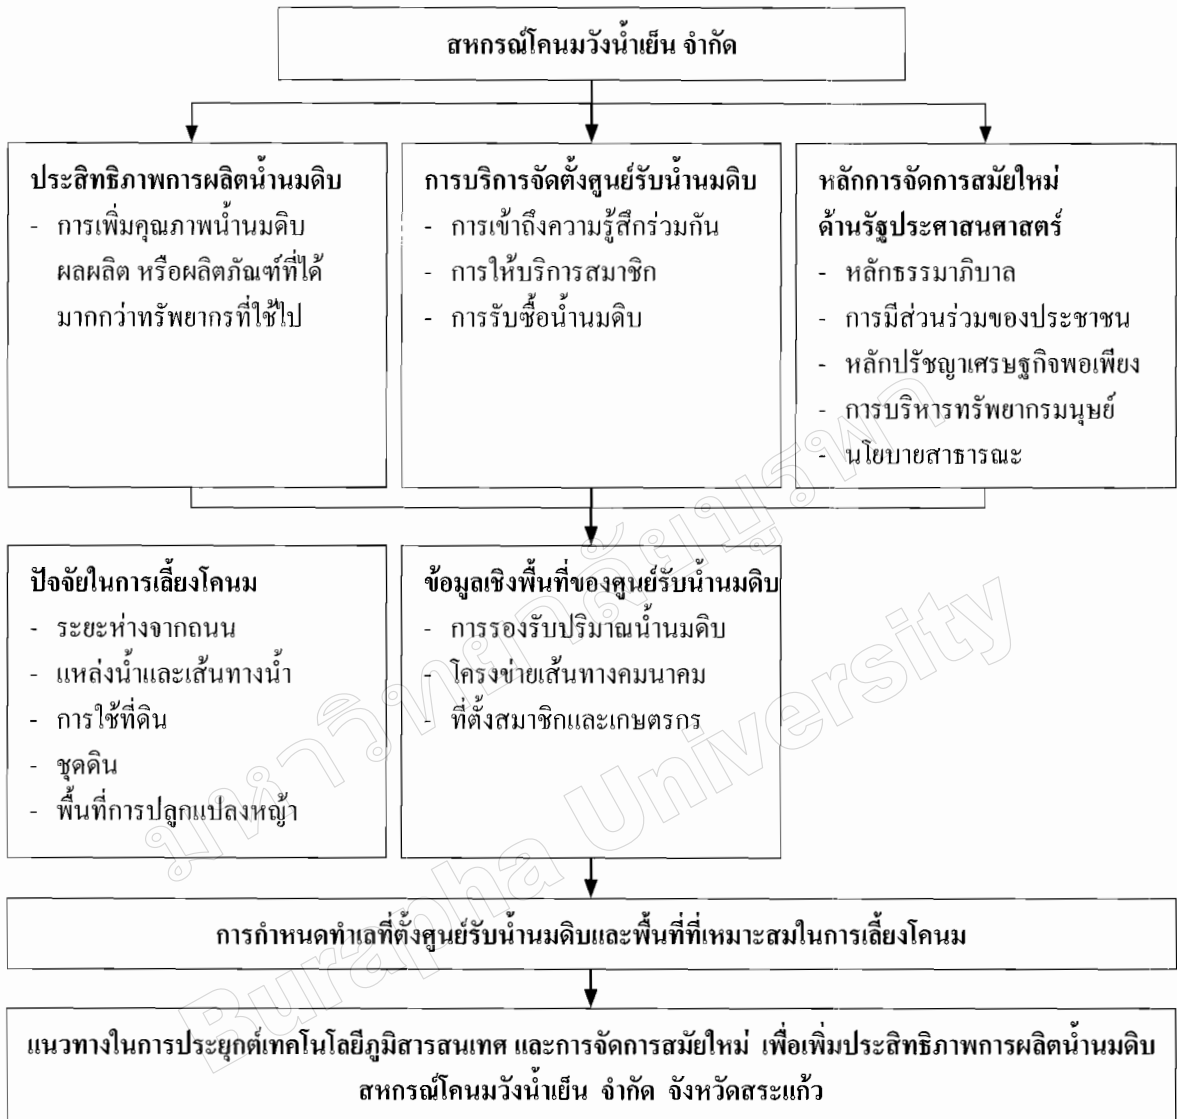 สหกรณ์โคนมวังน้ำเย็น จำกัด
ประสิทธิภาพการผลิตน้ำนมดิบ
- การเพิ่มคุณภาพน้ำนมดิบ
ผลผลิต หรือผลิตภัณฑ์ที่ได้
มากกว่าทรัพยากรที่ใช้ไป
การบริการจัดตั้งศูนย์รับน้ำนมดิบ
- การเข้าถึงความรู้สึกร่วมกัน
- การให้บริการสมาชิก
- การรับซื้อน้ำนมดิบ
หลักการจัดการสมัยใหม่
ด้านรัฐประศาสนศาสตร์
- หลักธรรมาภิบาล
- การมีส่วนร่วมของประชาชน
- หลักปรัชญาเศรษฐกิจพอเพียง
- การบริหารทรัพยากรมนุษย์
- นโยบายสาธารณะ
ปัจจัยในการเลี้ยงโคนม
- ระยะห่างจากถนน
- แหล่งน้ำและเส้นทางน้ำ
- การใช้ที่ดิน
- ชุดดิน
- พื้นที่การปลูกแปลงหญ้า
ข้อมูลเชิงพื้นที่ของศูนย์รับน้ำนมดิบ
- การรองรับปริมาณน้ำนมดิบ
- โครงข่ายเส้นทางคมนาคม
- ที่ตั้งสมาชิกและเกษตรกร
การกำหนดทำเลที่ตั้งศูนย์รับน้ำนมดิบและพื้นที่ที่เหมาะสมในการเลี้ยงโคนม
แนวทางในการประยุกต์เทคโนโลยีภูมิสารสนเทศ และการจัดการสมัยใหม่ เพื่อเพิ่มประสิทธิภาพการผลิตน้ำนมดิบ
สหกรณ์โคนมวังน้ำเย็น จำกัด จังหวัดสระแก้ว
มหาวิทยาลัยบูรพา
Burapha University